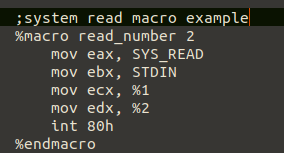 ;system read macro example
%macro read_number 2
    mov eax, SYS_READ
    mov ebx, STDIN
    mov ecx, %1
    mov edx, %2
    int 80h
%endmacro